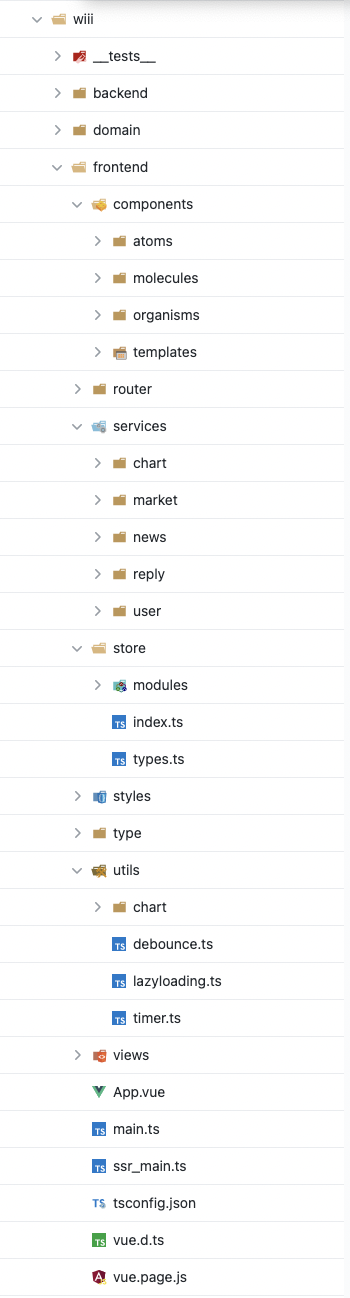 wiii
__tests__
backend
domain
frontend
components
atoms
molecules
organisms
templates
router
services
chart
market
news
reply
user
store
modules
TS index.ts
TS types.ts
styles
type
utils
chart
TS debounce.ts
TS lazyloading.ts
TS timer.ts
views
App.vue
TS main.ts
TS ssr_main.ts
TS tsconfig.json
TS vue.d.ts
vue.page.js